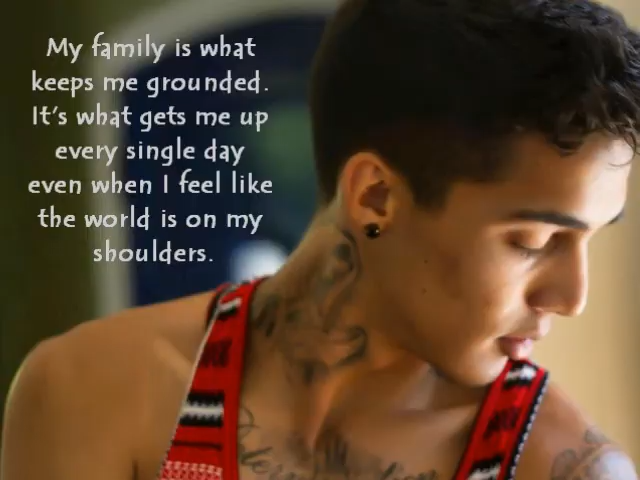 My family is what
keeps me grounded.
It's what gets me up
every single day
even when I feel like
the world is on my
shoulders.